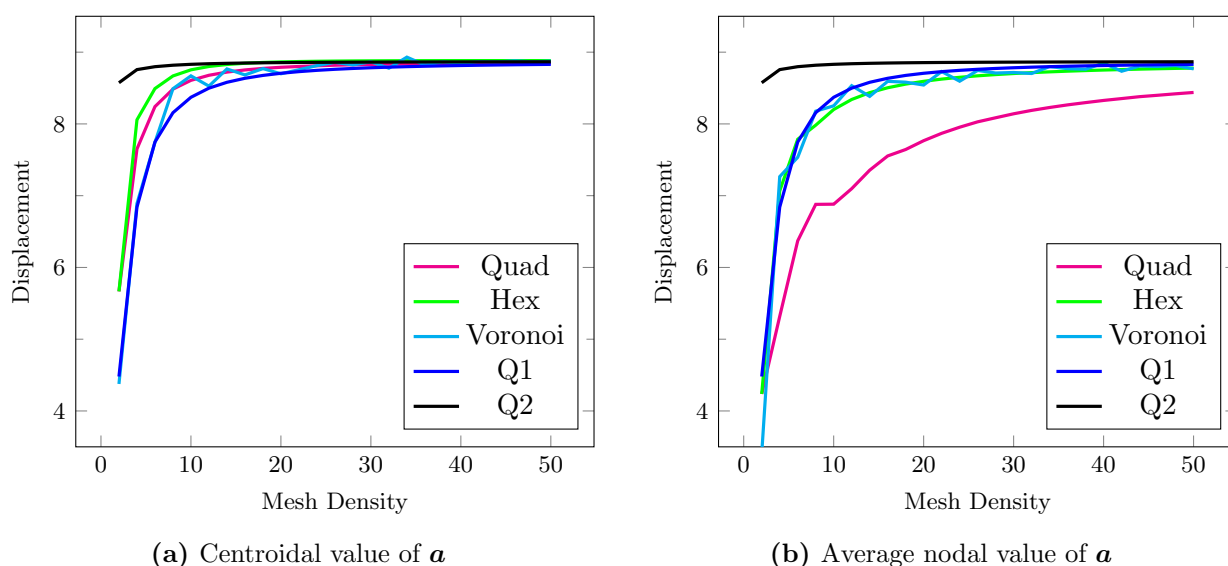 Displacement
8
6
4
0 10 20 30 40 50
Mesh Density
Quad
Hex
Voronoi
Q1
Q2
(a) Centroidal value of a
Displacement
8
6
4
0 10 20 30 40 50
Mesh Density
Quad
Hex
Voronoi
Q1
Q2
(b) Average nodal value of a